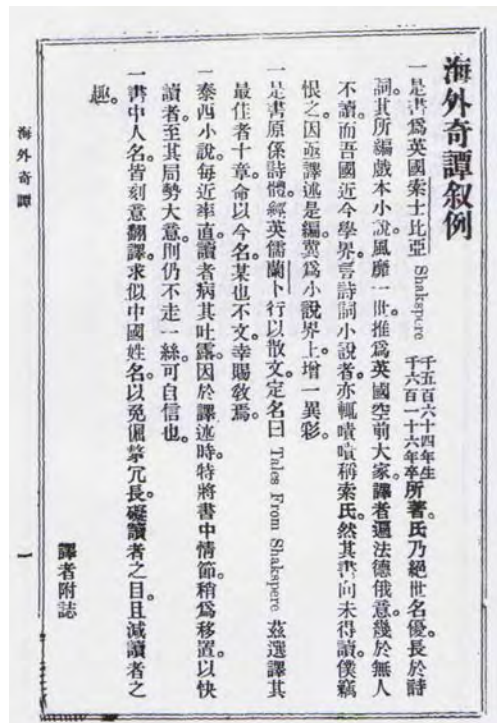 海外奇譚叙例
一是書爲英國索士比亞 Shakspere 千五百六十四年生
千六百一十六年卒
所著。氏乃絕世名優。長於詩
詞其所編戲本小說。風靡一世。推爲英國空前大家。譯者遍法德俄意。幾於無人
不讀。而吾國近今學界。言詩詞小說者。亦輒嘖嘖稱索氏。然其書向未得讀。僕竊
恨之。因亟譯述是編。冀爲小說界上。增一異彩。
一是書原係詩體。經英儒蘭卜行以散文。定名曰 Tales From Shakspere 茲選譯其
最佳者十章。命以今名。某也不文。幸賜敎焉。
一泰西小說。每近率直。讀者病其吐露。因於譯述時。特將書中情節。稍爲移置。以快
讀者。至其局勢大意。則仍不走一絲。可自信也。
一書中人名。皆刻意翻譯。求似中國姓名。以免冗長。礙讀者之目。且減讀者之
趣。
譯者附誌
海外奇譚
一